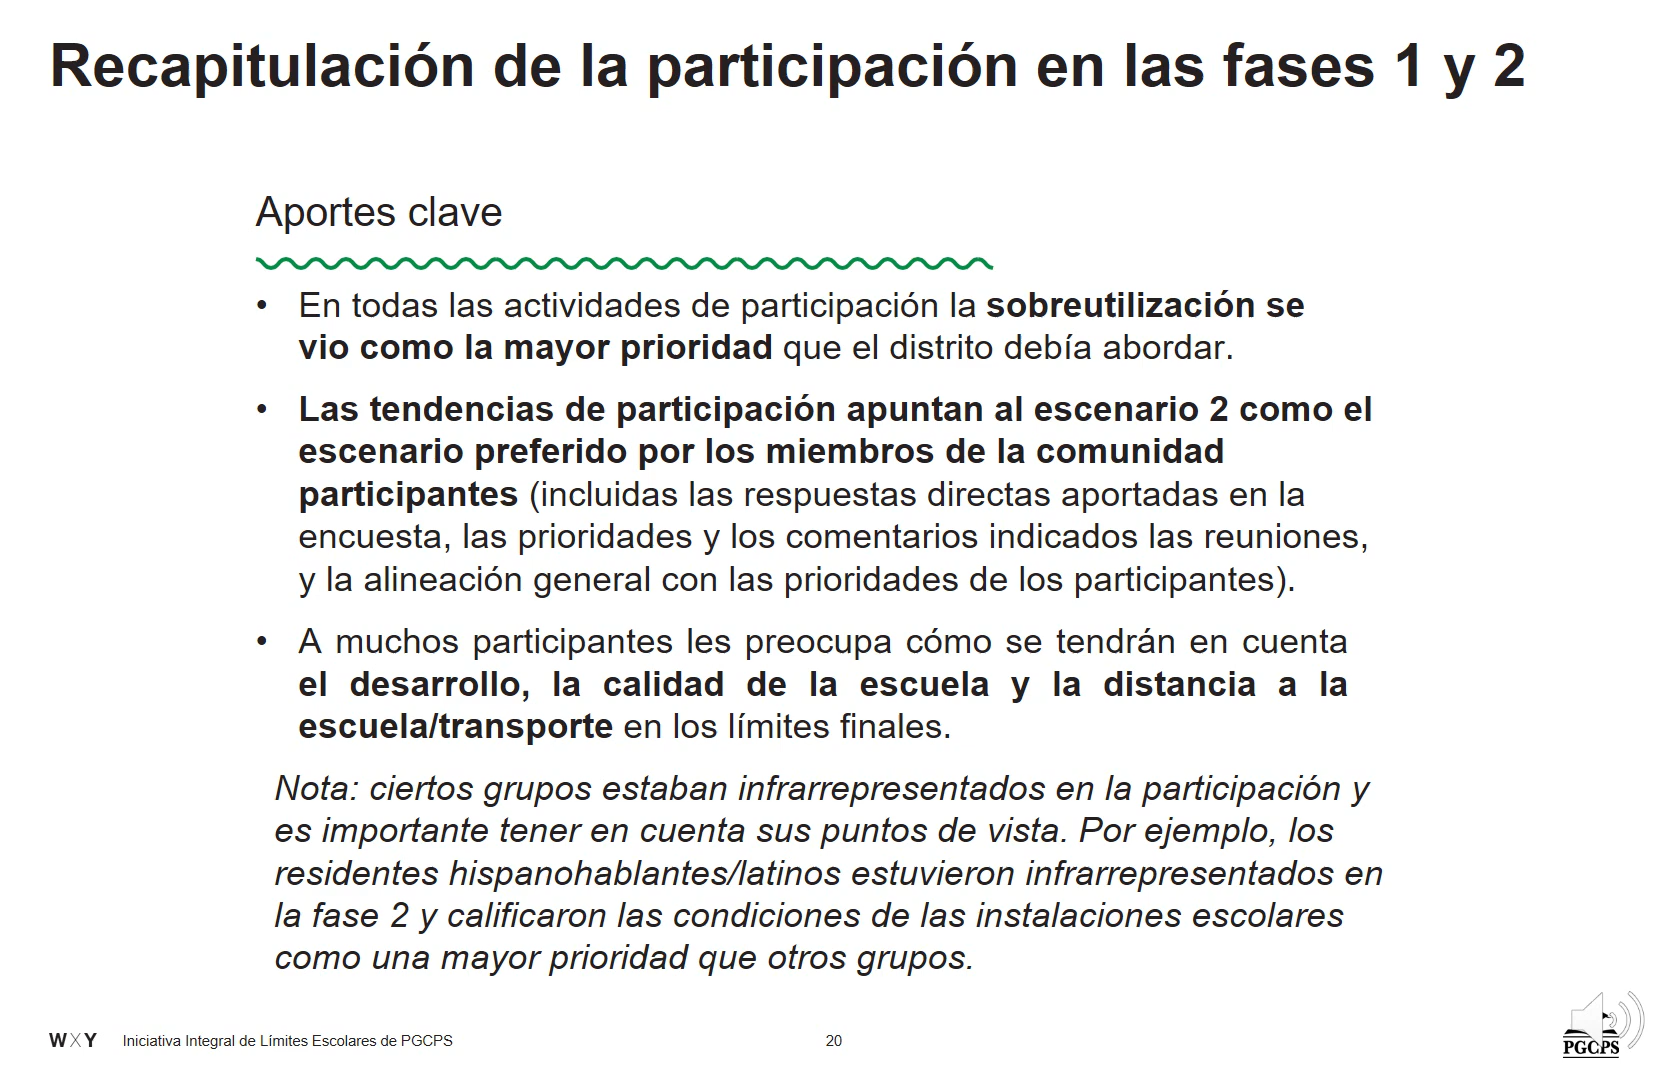 Recapitulación de la participación en las fases 1 y 2
Aportes clave
• En todas las actividades de participación la sobreutilización se
vio como la mayor prioridad que el distrito debía abordar.
• Las tendencias de participación apuntan al escenario 2 como el
escenario preferido por los miembros de la comunidad
participantes (incluidas las respuestas directas aportadas en la
encuesta, las prioridades y los comentarios indicados las reuniones,
y la alineación general con las prioridades de los participantes).
• A muchos participantes les preocupa cómo se tendrán en cuenta
el desarrollo, la calidad de la escuela y la distancia a la
escuela/transporte en los límites finales.
Nota: ciertos grupos estaban infrarrepresentados en la participación y
es importante tener en cuenta sus puntos de vista. Por ejemplo, los
residentes hispanohablantes/latinos estuvieron infrarrepresentados en
la fase 2 y calificaron las condiciones de las instalaciones escolares
como una mayor prioridad que otros grupos.
WXY Iniciativa Integral de Límites Escolares de PGCPS 20
PGCPS